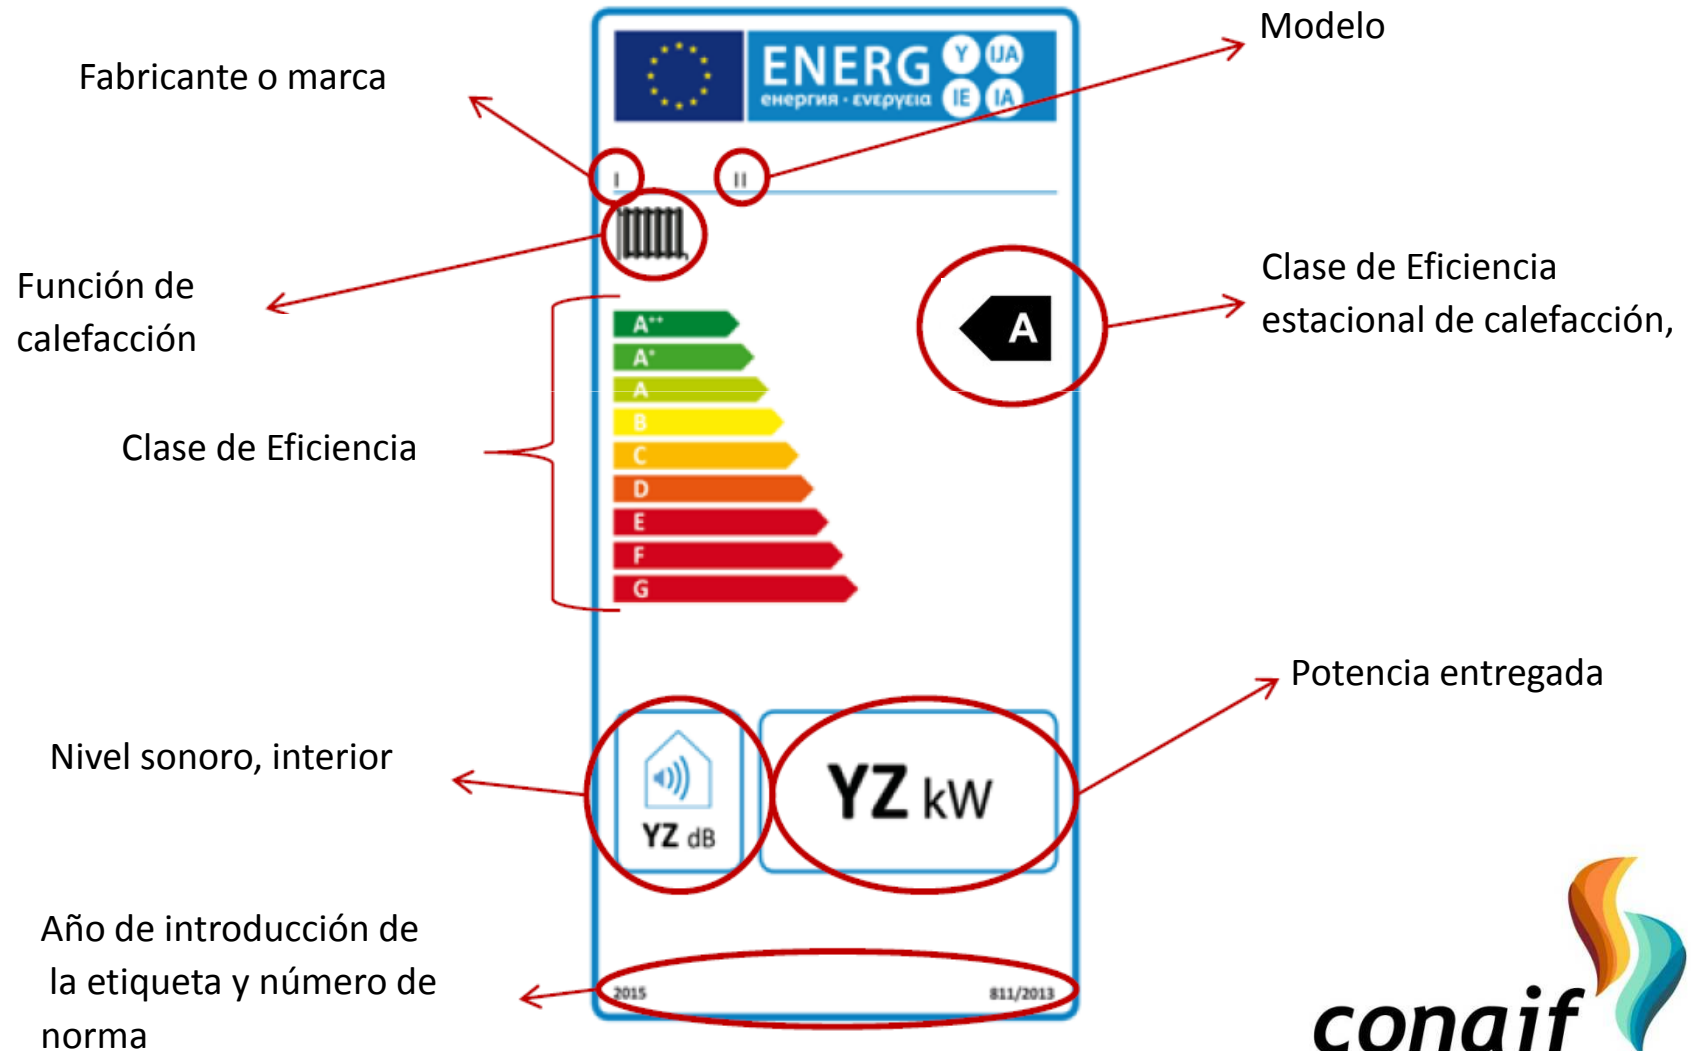 Modelo
Fabricante o marca
ENERG Y IJA
енергия · ενεργεια IE IA
I II
Función de
calefacción
Clase de Eficiencia
estacional de calefacción,
A
A++
A+
A
B
C
D
E
F
G
Clase de Eficiencia
Potencia entregada
Nivel sonoro, interior
YZ dB
YZ kW
Año de introducción de
la etiqueta y número de
norma
2015 811/2013
conaif